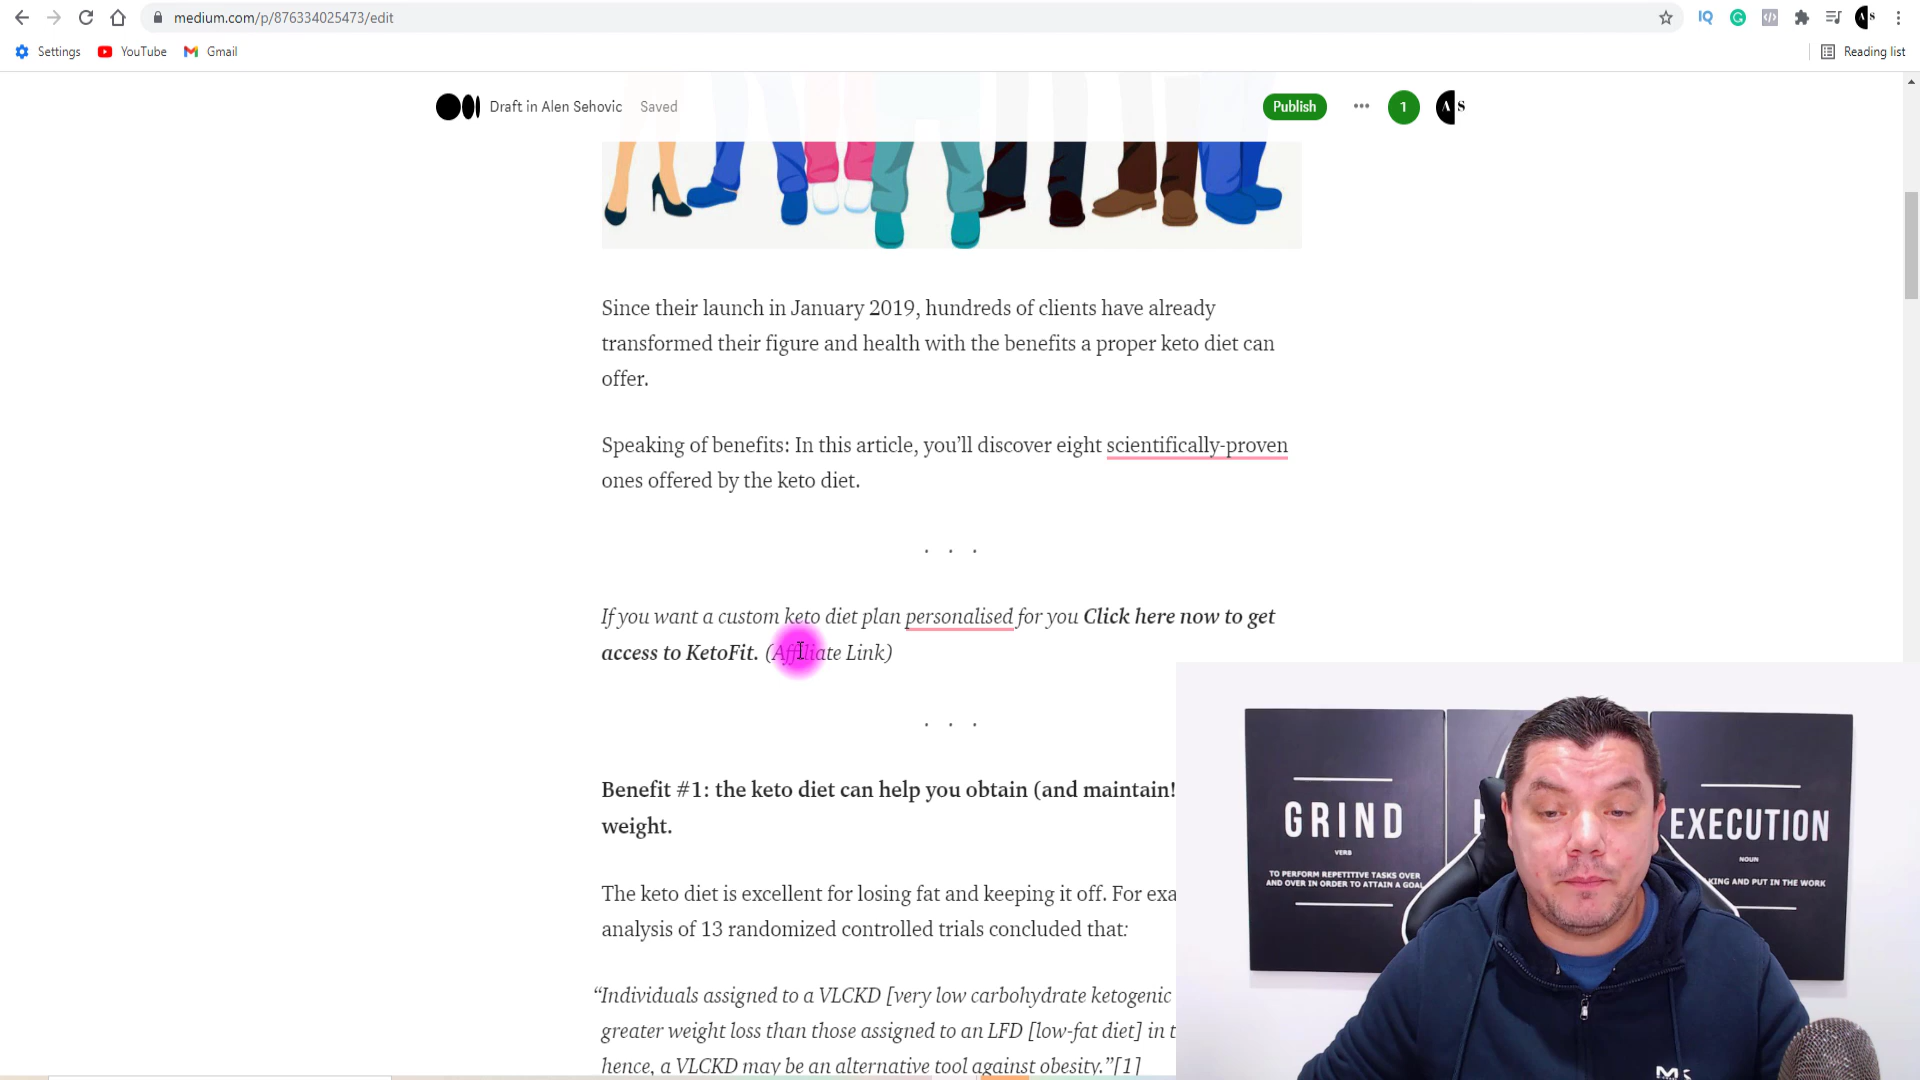 medium.com/p/876334025473/edit
IQ
A S
Settings
YouTube
Gmail
Reading list
Draft in Alen Sehovic
Saved
Publish
1
A S
Since their launch in January 2019, hundreds of clients have already
transformed their figure and health with the benefits a proper keto diet can
offer.
Speaking of benefits: In this article, you’ll discover eight scientifically-proven
ones offered by the keto diet.
If you want a custom keto diet plan personalised for you Click here now to get
access to KetoFit. (Affiliate Link)
Benefit #1: the keto diet can help you obtain (and maintain!
weight.
The keto diet is excellent for losing fat and keeping it off. For exa
analysis of 13 randomized controlled trials concluded that:
“Individuals assigned to a VLCKD [very low carbohydrate ketogenic
greater weight loss than those assigned to an LFD [low-fat diet] in t
hence, a VLCKD may be an alternative tool against obesity.”[1]
GRIND
VERB
TO PERFORM REPETITIVE TASKS OVER
AND OVER IN ORDER TO ATTAIN A GOAL
H
EXECUTION
NOUN
KING AND PUT IN THE WORK